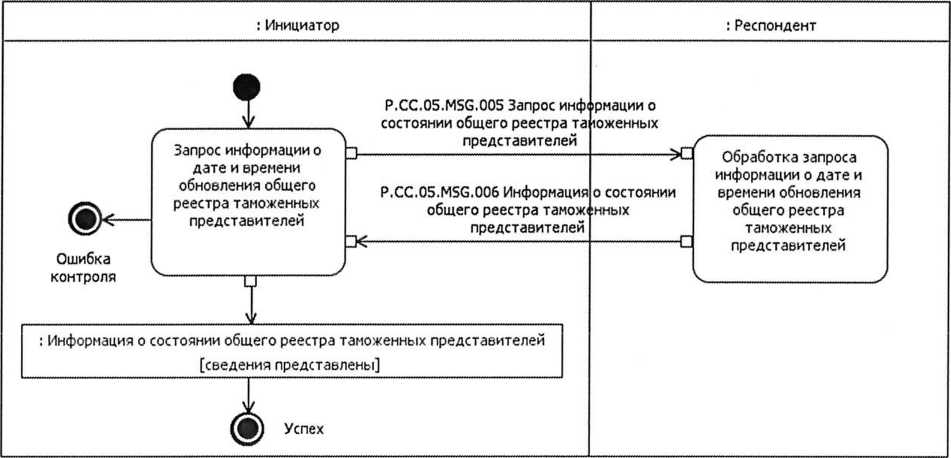 : Инициатор
: Респондент
P.CC.05.MSG.005 Запрос информации о
состоянии общего реестра таможенных
представителей
Запрос информации о
дате и времени
обновления общего
реестра таможенных
представителей
Обработка запроса
информации о дате и
времени обновления
общего реестра
таможенных
представителей
P.CC.05.MSG.006 Информация о состоянии
общего реестра таможенных
представителей
Ошибка
контроля
: Информация о состоянии общего реестра таможенных представителей
[сведения представлены]
Успех